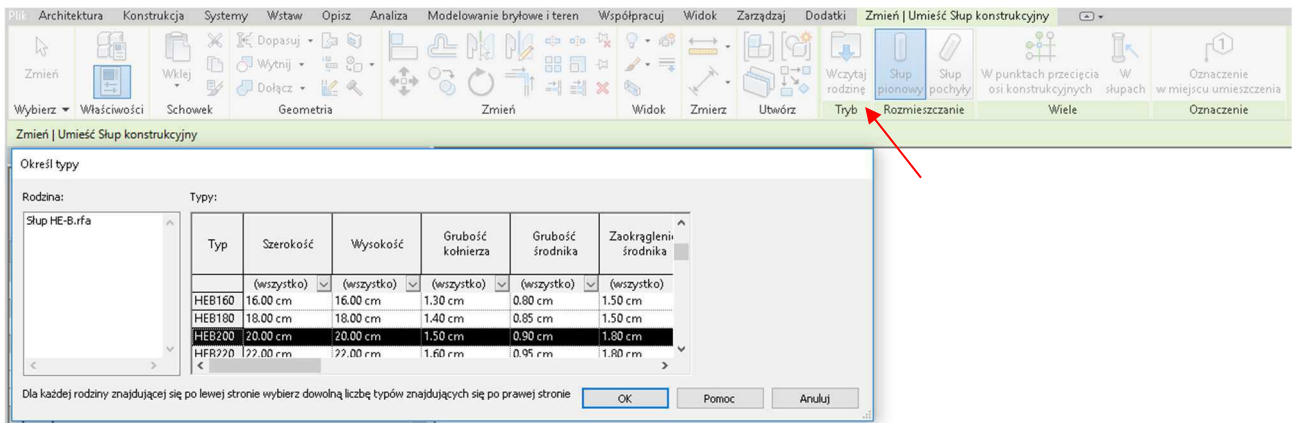 Plik Architektura Konstrukcja Systemy Wstaw Opisz Analiza Modelowanie bryłowe i teren Współpracuj Widok Zarządzaj Dodatki Zmień | Umieść Słup konstrukcyjny
Zmień
Wklej
Dopasuj
Wytnij
Dołącz
Wczytaj rodzinę
Słup pionowy
Słup pochyły
W punktach przecięcia osi konstrukcyjnych
W słupach
1
Oznaczenie w miejscu umieszczenia
Wybierz Właściwości Schowek Geometria Zmień Widok Zmierz Utwórz Tryb Rozmieszczanie Wiele Oznaczenie
Zmień | Umieść Słup konstrukcyjny
Określ typy
Rodzina:
Słup HE-B.rfa
Typy:
Typ Szerokość Wysokość Grubość kołnierza Grubość środnika Zaokrąglenie środnika
(wszystko) (wszystko) (wszystko) (wszystko) (wszystko)
HEB160 16.00 cm 16.00 cm 1.30 cm 0.80 cm 1.50 cm
HEB180 18.00 cm 18.00 cm 1.40 cm 0.85 cm 1.50 cm
HEB200 20.00 cm 20.00 cm 1.50 cm 0.90 cm 1.80 cm
HEB220 22.00 cm 22.00 cm 1.60 cm 0.95 cm 1.80 cm
Dla każdej rodziny znajdującej się po lewej stronie wybierz dowolną liczbę typów znajdujących się po prawej stronie
OK Pomoc Anuluj